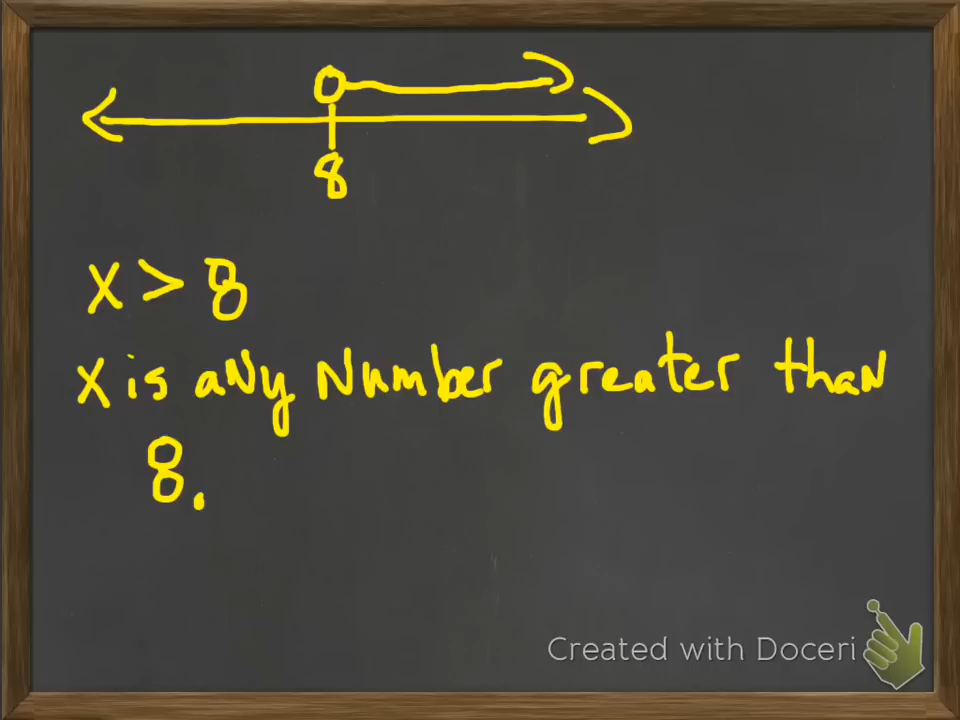 8
x > 8
x is any number greater than
8.
Created with Doceri